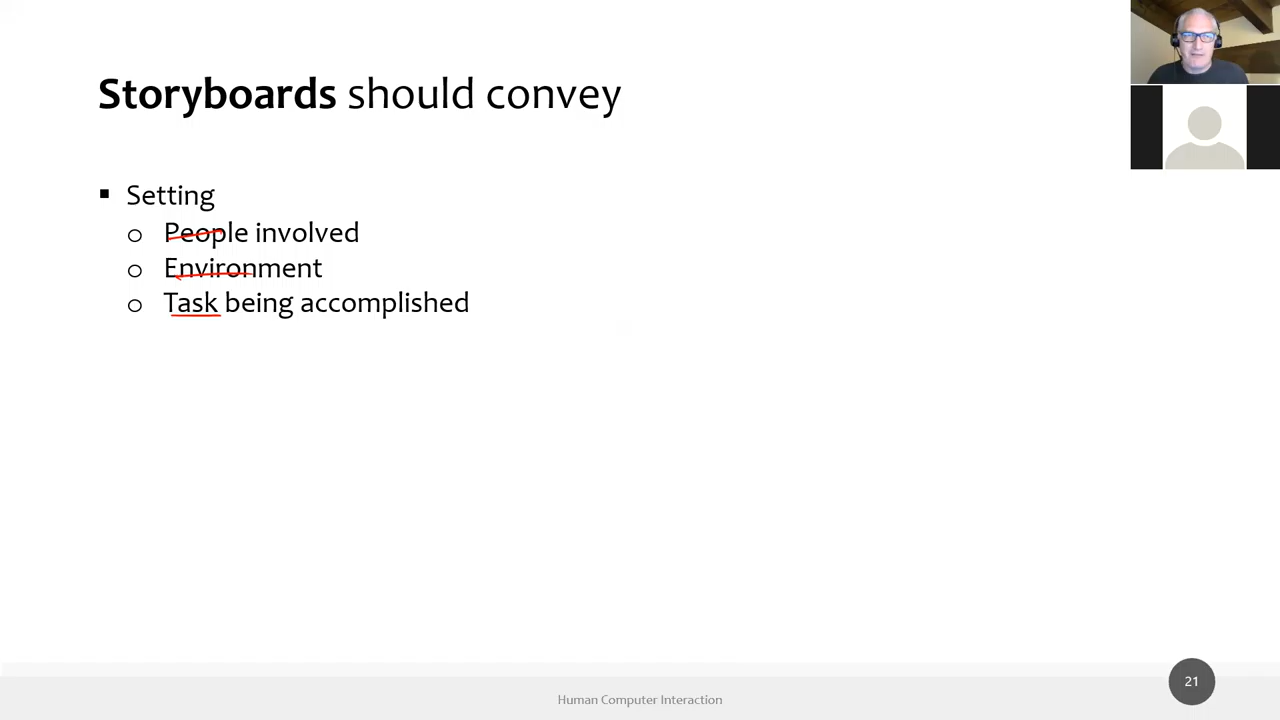 Storyboards should convey
▪ Setting
o People involved
o Environment
o Task being accomplished
21
Human Computer Interaction